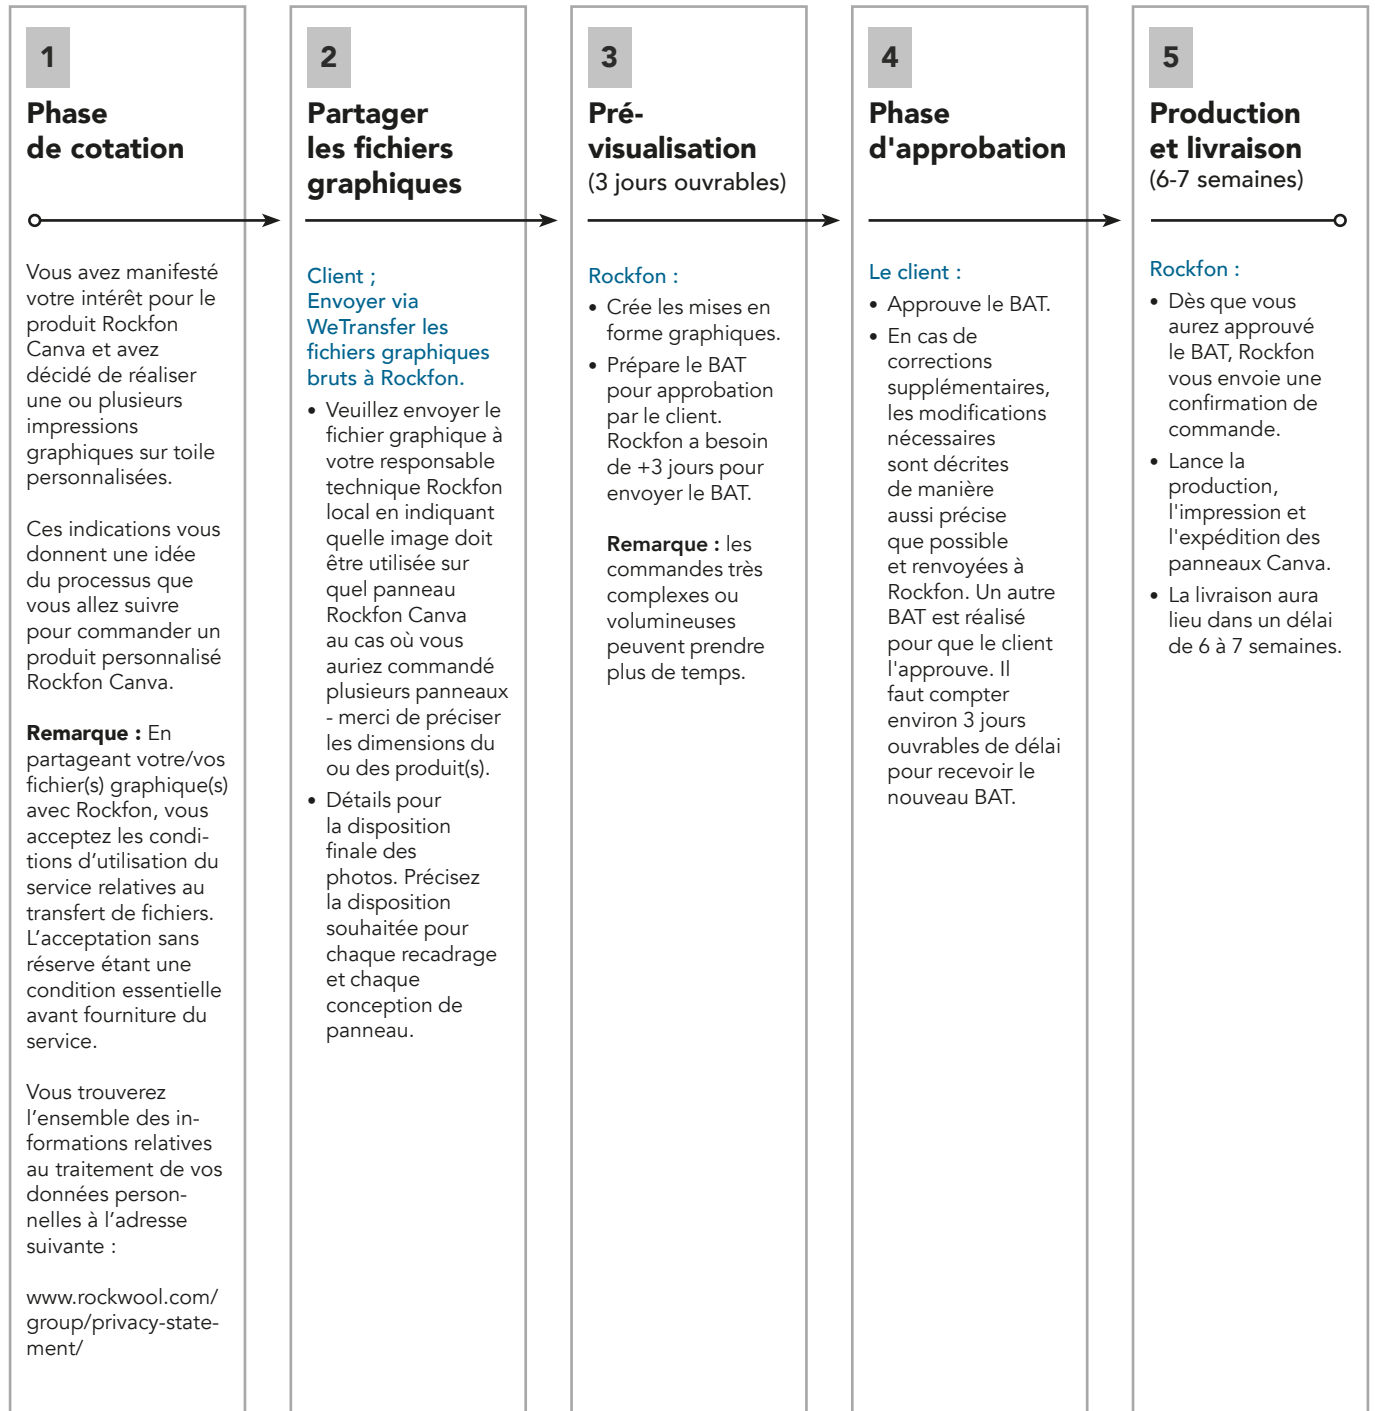 1
Phase
de cotation
Vous avez manifesté
votre intérêt pour le
produit Rockfon
Canva et avez
décidé de réaliser
une ou plusieurs
impressions
graphiques sur toile
personnalisées.
Ces indications vous
donnent une idée
du processus que
vous allez suivre
pour commander un
produit personnalisé
Rockfon Canva.
Remarque : En
partageant votre/vos
fichier(s) graphique(s)
avec Rockfon, vous
acceptez les condi-
tions d’utilisation du
service relatives au
transfert de fichiers.
L’acceptation sans
réserve étant une
condition essentielle
avant fourniture du
service.
Vous trouverez
l’ensemble des in-
formations relatives
au traitement de vos
données person-
nelles à l’adresse
suivante :
www.rockwool.com/
group/privacy-state-
ment/
2
Partager
les fichiers
graphiques
Client ;
Envoyer via
WeTransfer les
fichiers graphiques
bruts à Rockfon.
• Veuillez envoyer le
fichier graphique à
votre responsable
technique Rockfon
local en indiquant
quelle image doit
être utilisée sur
quel panneau
Rockfon Canva
au cas où vous
auriez commandé
plusieurs panneaux
- merci de préciser
les dimensions du
ou des produit(s).
• Détails pour
la disposition
finale des
photos. Précisez
la disposition
souhaitée pour
chaque recadrage
et chaque
conception de
panneau.
3
Pré-
visualisation
(3 jours ouvrables)
Rockfon :
• Crée les mises en
forme graphiques.
• Prépare le BAT
pour approbation
par le client.
Rockfon a besoin
de +3 jours pour
envoyer le BAT.
Remarque : les
commandes très
complexes ou
volumineuses
peuvent prendre
plus de temps.
4
Phase
d'approbation
Le client :
• Approuve le BAT.
• En cas de
corrections
supplémentaires,
les modifications
nécessaires
sont décrites
de manière
aussi précise
que possible
et renvoyées à
Rockfon. Un autre
BAT est réalisé
pour que le client
l'approuve. Il
faut compter
environ 3 jours
ouvrables de délai
pour recevoir le
nouveau BAT.
5
Production
et livraison
(6-7 semaines)
Rockfon :
• Dès que vous
aurez approuvé
le BAT, Rockfon
vous envoie une
confirmation de
commande.
• Lance la
production,
l'impression et
l'expédition des
panneaux Canva.
• La livraison aura
lieu dans un délai
de 6 à 7 semaines.